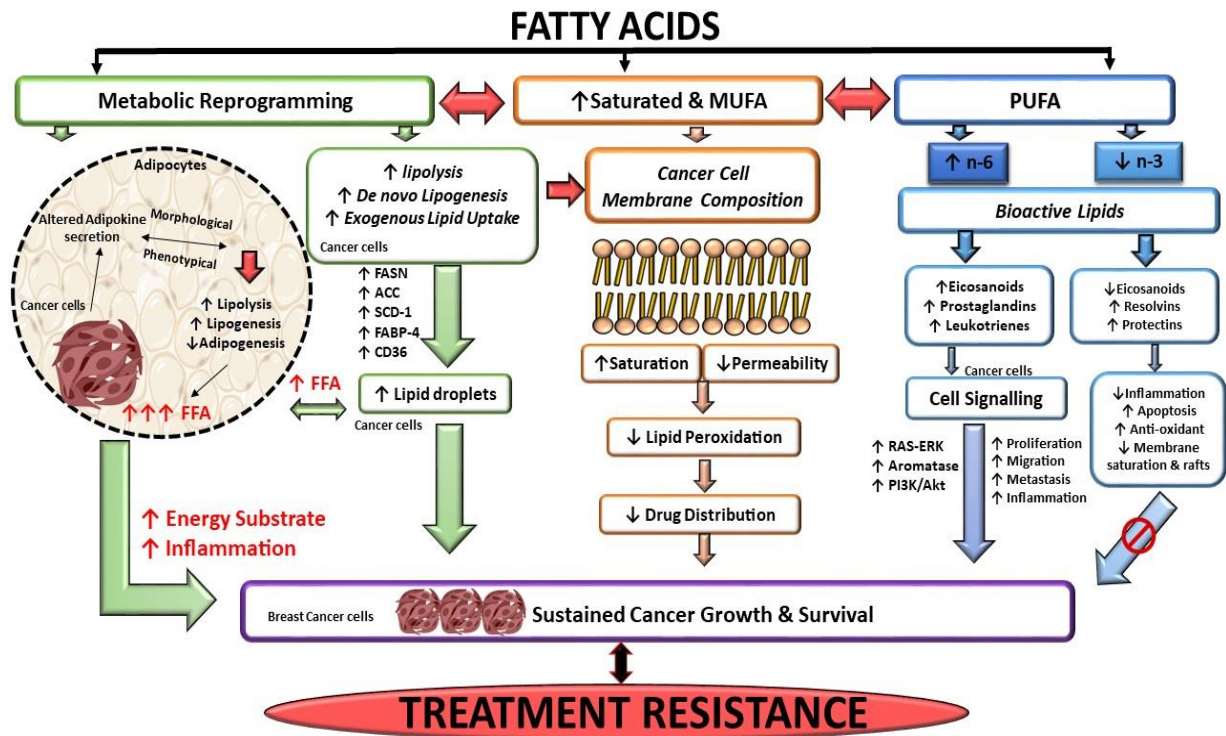 FATTY ACIDS
Metabolic Reprogramming
↑Saturated & MUFA
PUFA
Adipocytes
Altered Adipokine
secretion
Morphological
Phenotypical
Cancer cells
↑ Lipolysis
↑ Lipogenesis
↓Adipogenesis
↑↑↑ FFA
↑ lipolysis
↑ De novo Lipogenesis
↑ Exogenous Lipid Uptake
Cancer cells
↑ FASN
↑ ACC
↑ SCD-1
↑ FABP-4
↑ CD36
↑ FFA
↑ Lipid droplets
Cancer cells
↑ Energy Substrate
↑ Inflammation
Cancer Cell
Membrane Composition
↑Saturation
↓Permeability
↓ Lipid Peroxidation
↓ Drug Distribution
↑ n-6
↓ n-3
Bioactive Lipids
↑Eicosanoids
↑ Prostaglandins
↑ Leukotrienes
Cancer cells
Cell Signalling
↑ RAS-ERK
↑ Aromatase
↑ PI3K/Akt
↑ Proliferation
↑ Migration
↑ Metastasis
↑ Inflammation
↓Eicosanoids
↑ Resolvins
↑ Protectins
↓Inflammation
↑ Apoptosis
↑ Anti-oxidant
↓ Membrane
saturation & rafts
Breast Cancer cells
Sustained Cancer Growth & Survival
TREATMENT RESISTANCE